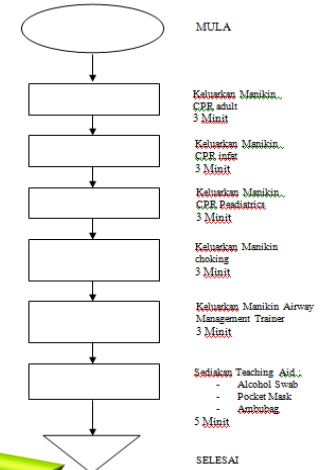 MULA
Keluarkan Manikin..
CPR adult
3 Minit
Keluarkan Manikin..
CPR infat
3 Minit
Keluarkan Manikin..
CPR Peadiatrics
3 Minit
Keluarkan Manikin
choking
3 Minit
Keluarkan Manikin Airway
Management Trainer
3 Minit
Sediakan Teaching Aid..:
- Alcohol Swab
- Pocket Mask
- Ambubag
5 Minit
SELESAI